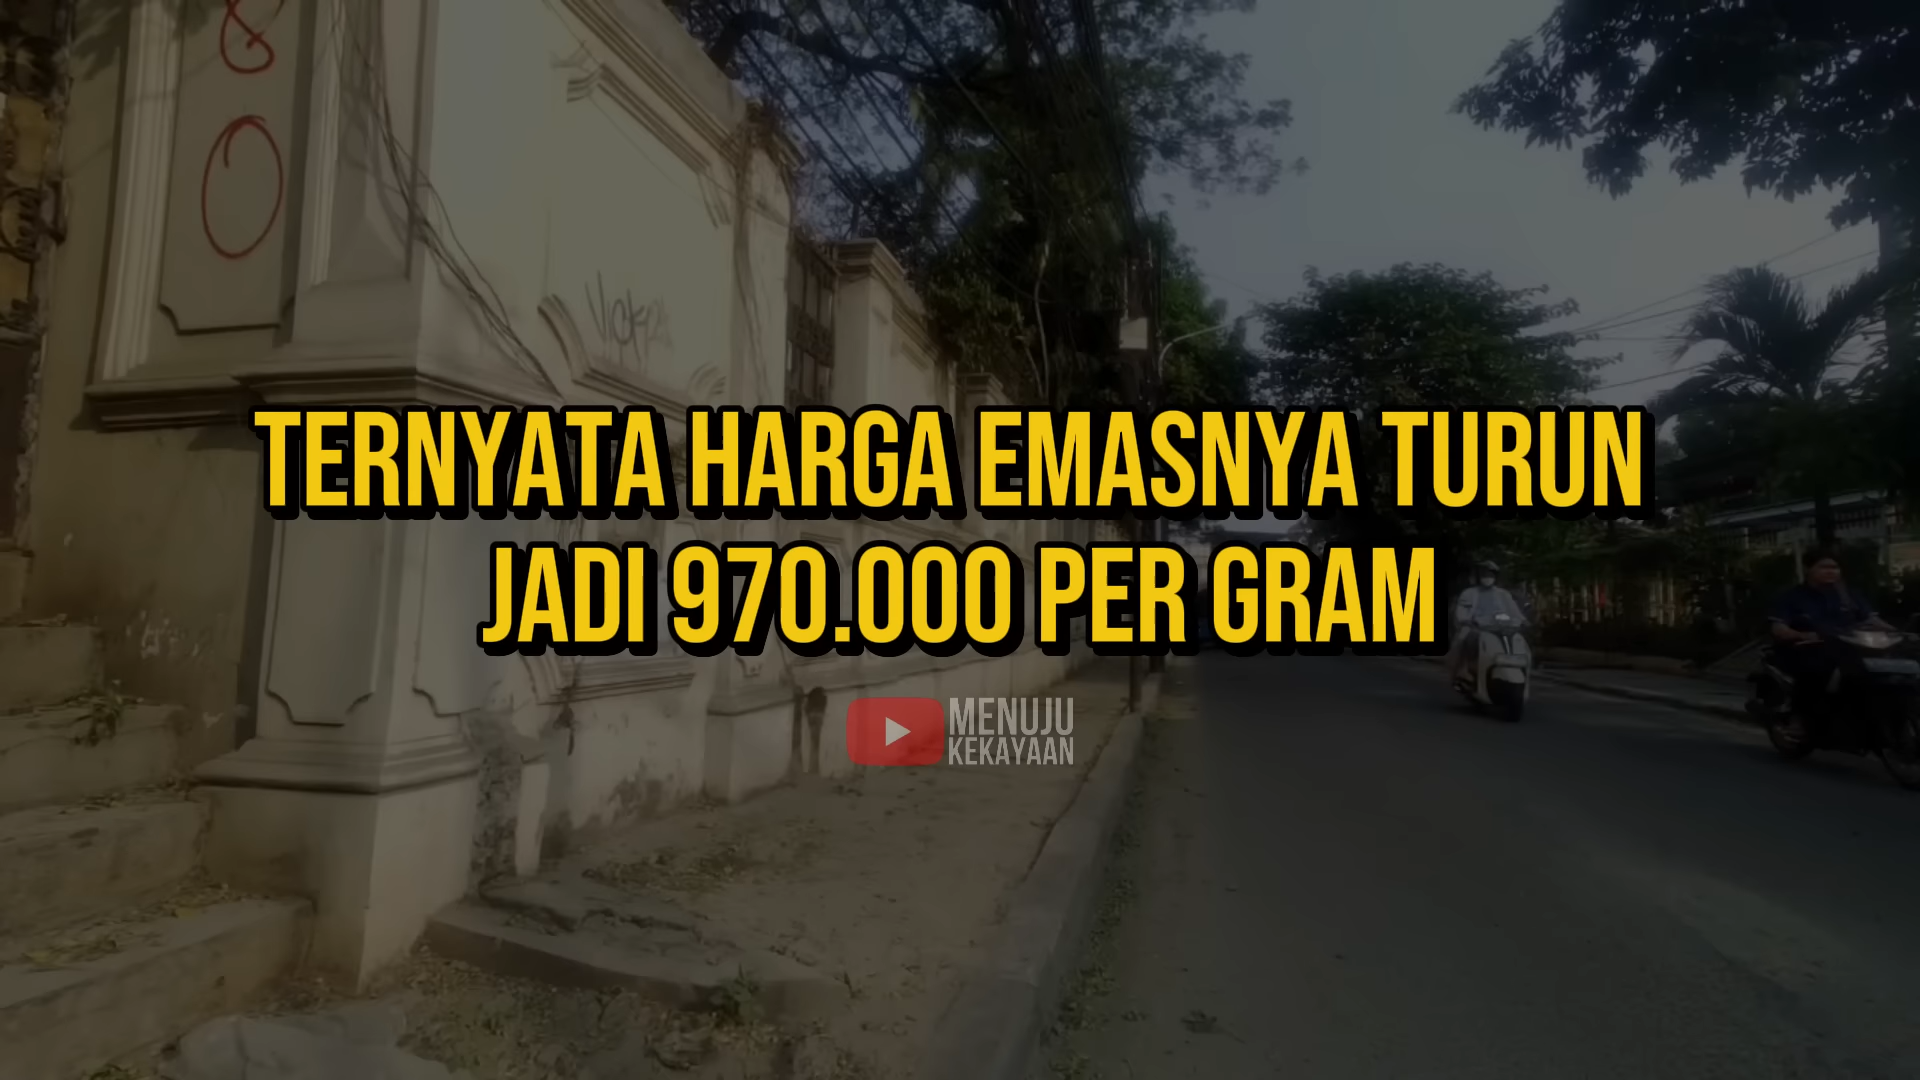 TERNYATA HARGA EMASNYA TURUN
JADI 970.000 PER GRAM
MENUJU
KEKAYAAN